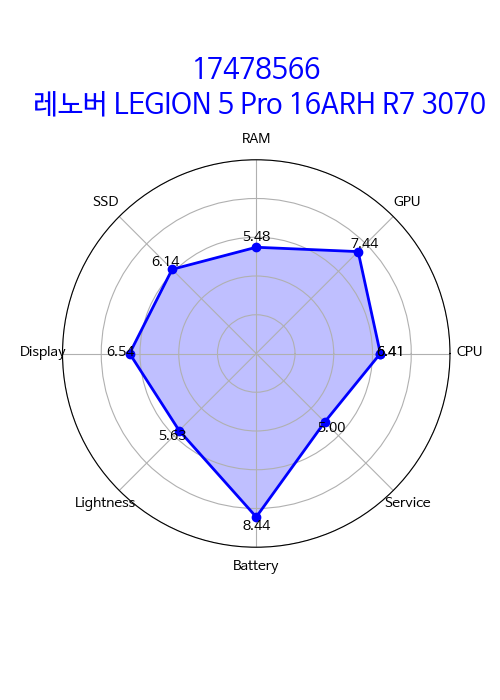 17478566
레노버 LEGION 5 Pro 16ARH R7 3070
RAM
SSD
GPU
5.48
7.44
6.14
Display
6.54
6.41
CPU
5.63
5.00
Lightness
Service
8.44
Battery